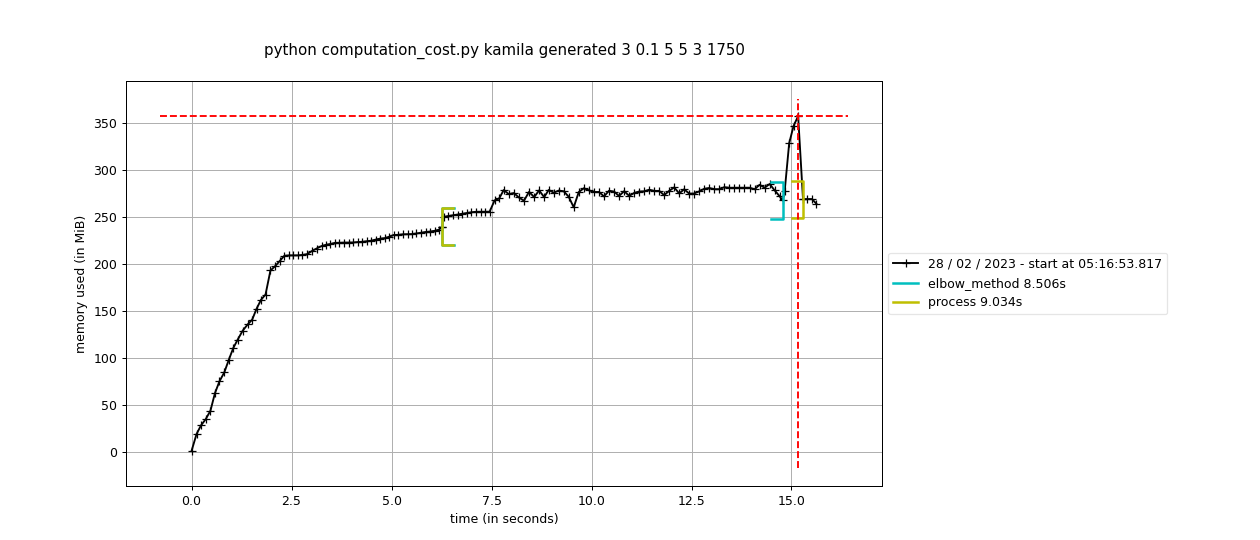 python computation_cost.py kamila generated 3 0.1 5 5 3 1750
350
300
250
200
150
100
50
0
memory used (in MiB)
0.0 2.5 5.0 7.5 10.0 12.5 15.0
time (in seconds)
28 / 02 / 2023 - start at 05:16:53.817
elbow_method 8.506s
process 9.034s